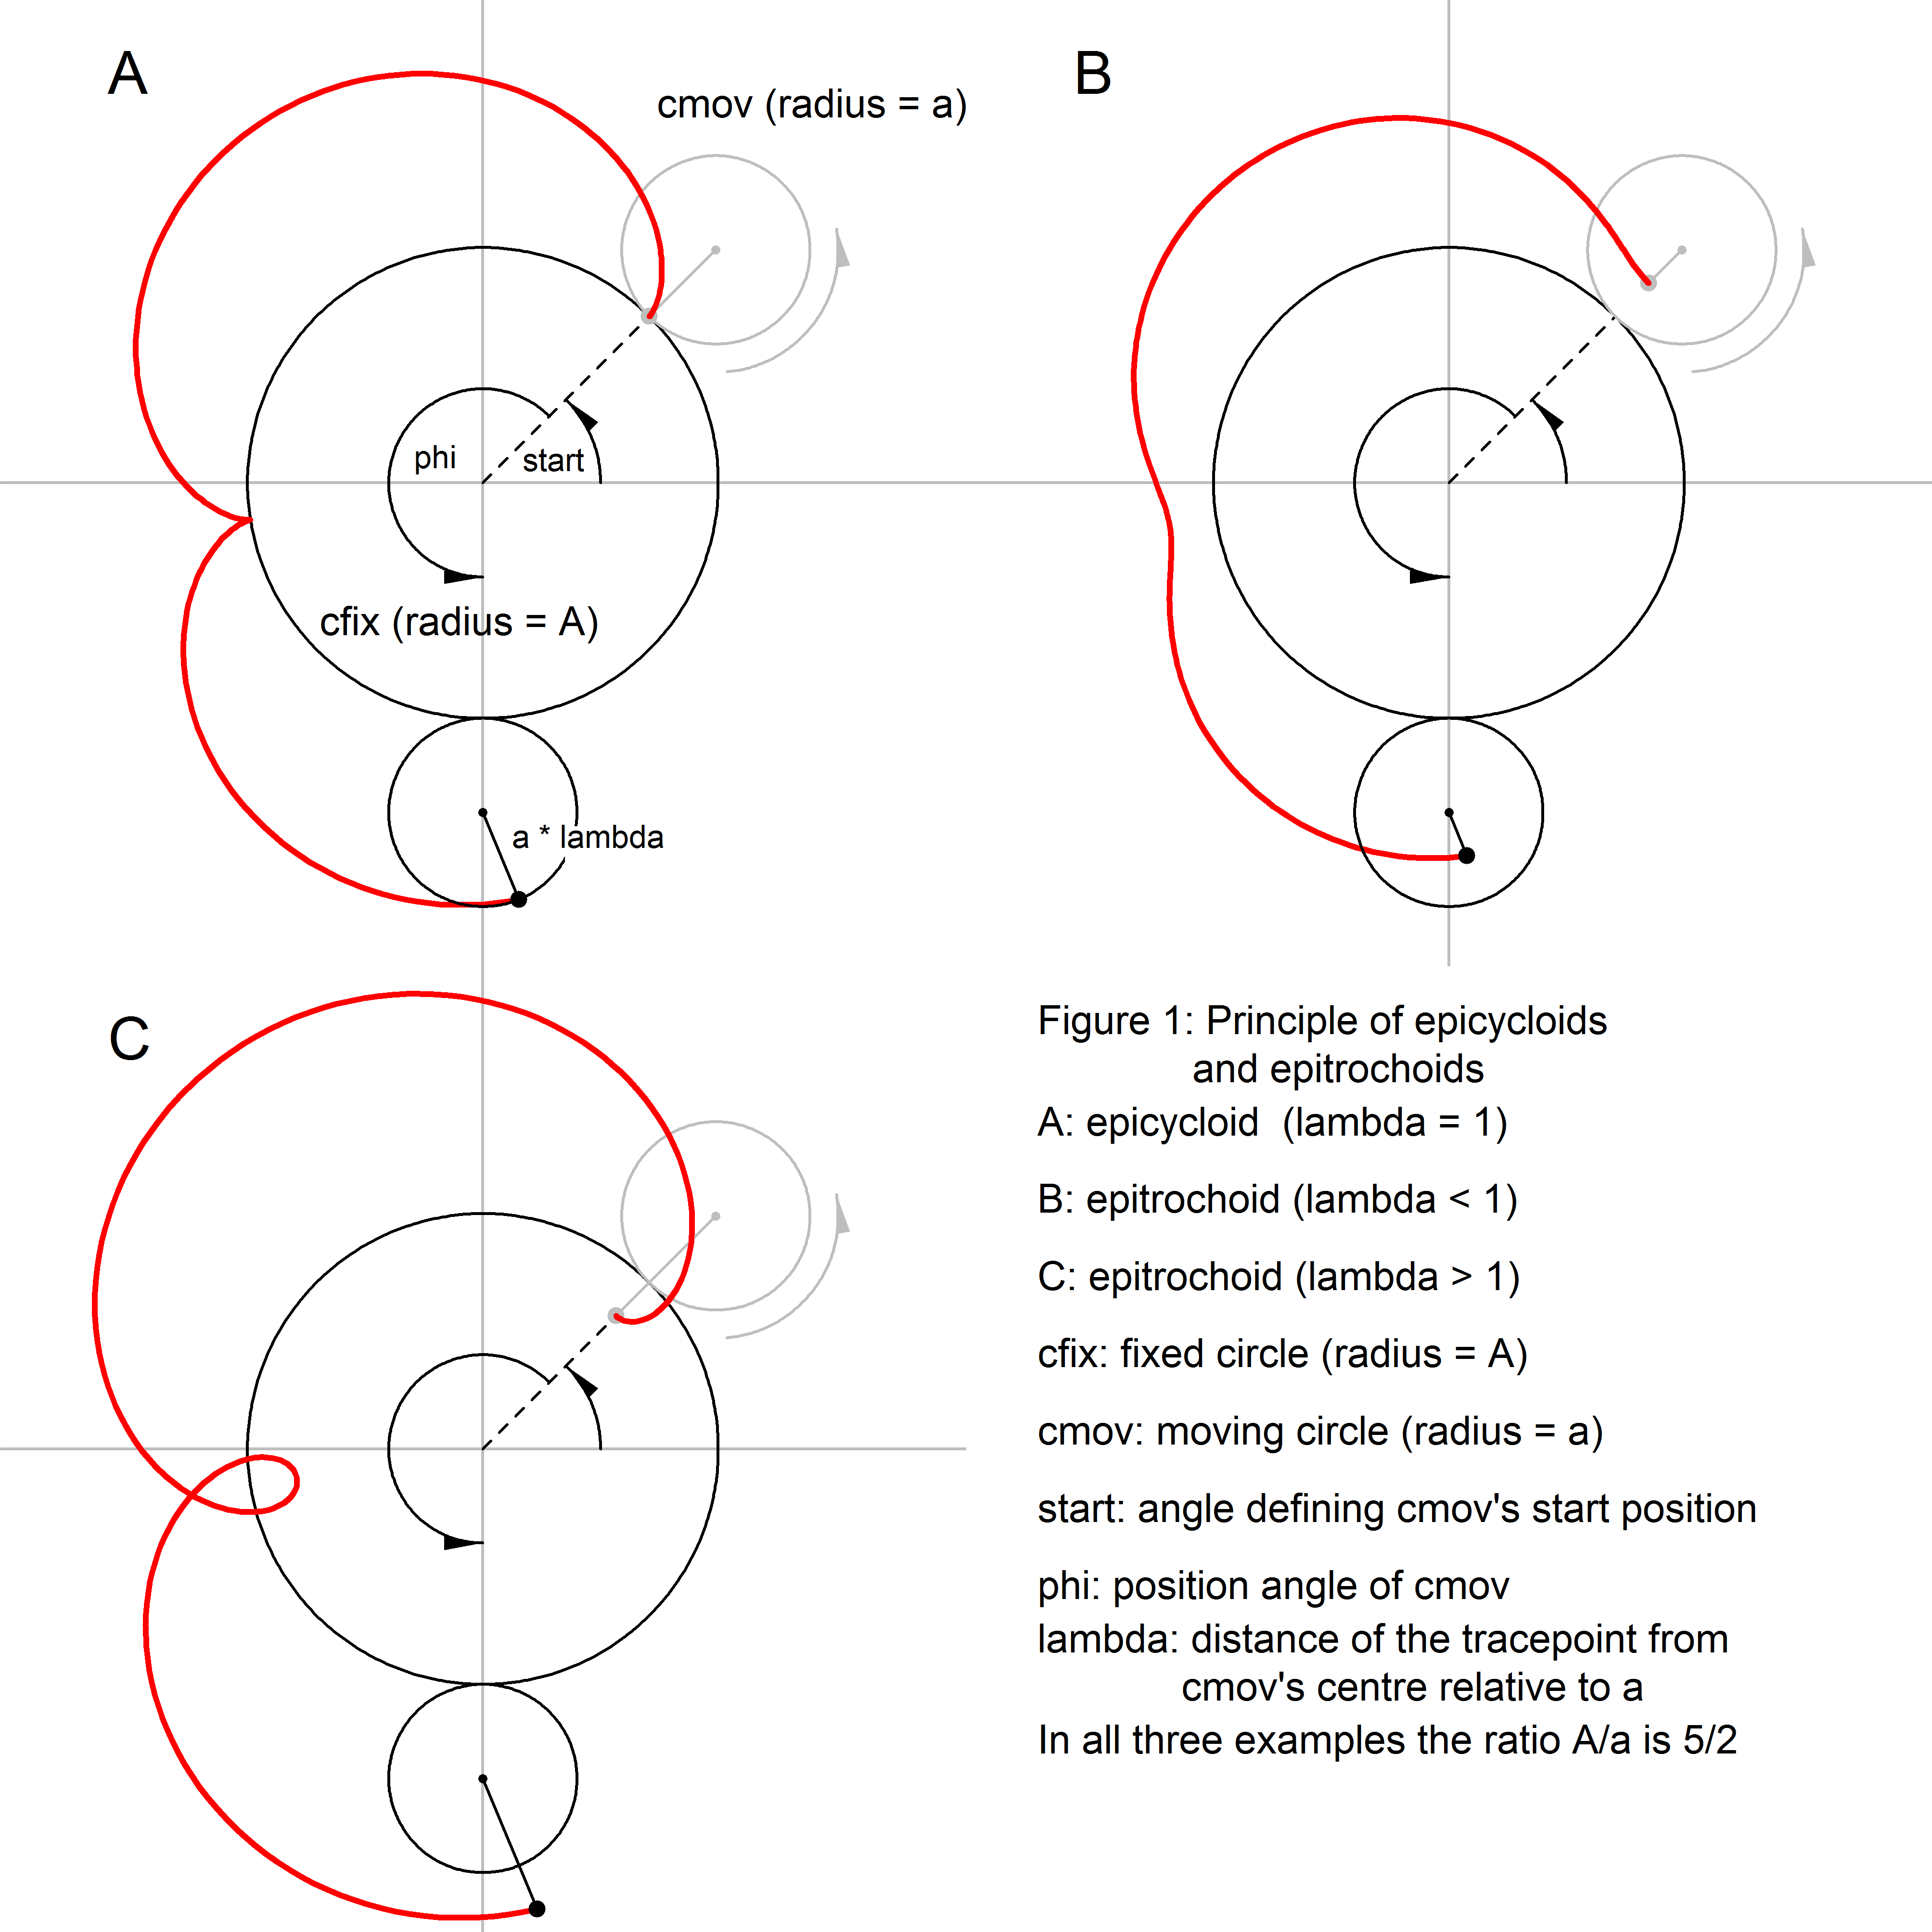 A
cmov (radius = a)
B
phi
start
cfix (radius = A)
a * lambda
C
Figure 1: Principle of epicycloids
and epitrochoids
A: epicycloid  (lambda = 1)
B: epitrochoid (lambda < 1)
C: epitrochoid (lambda > 1)
cfix: fixed circle (radius = A)
cmov: moving circle (radius = a)
start: angle defining cmov's start position
phi: position angle of cmov
lambda: distance of the tracepoint from
cmov's centre relative to a
In all three examples the ratio A/a is 5/2